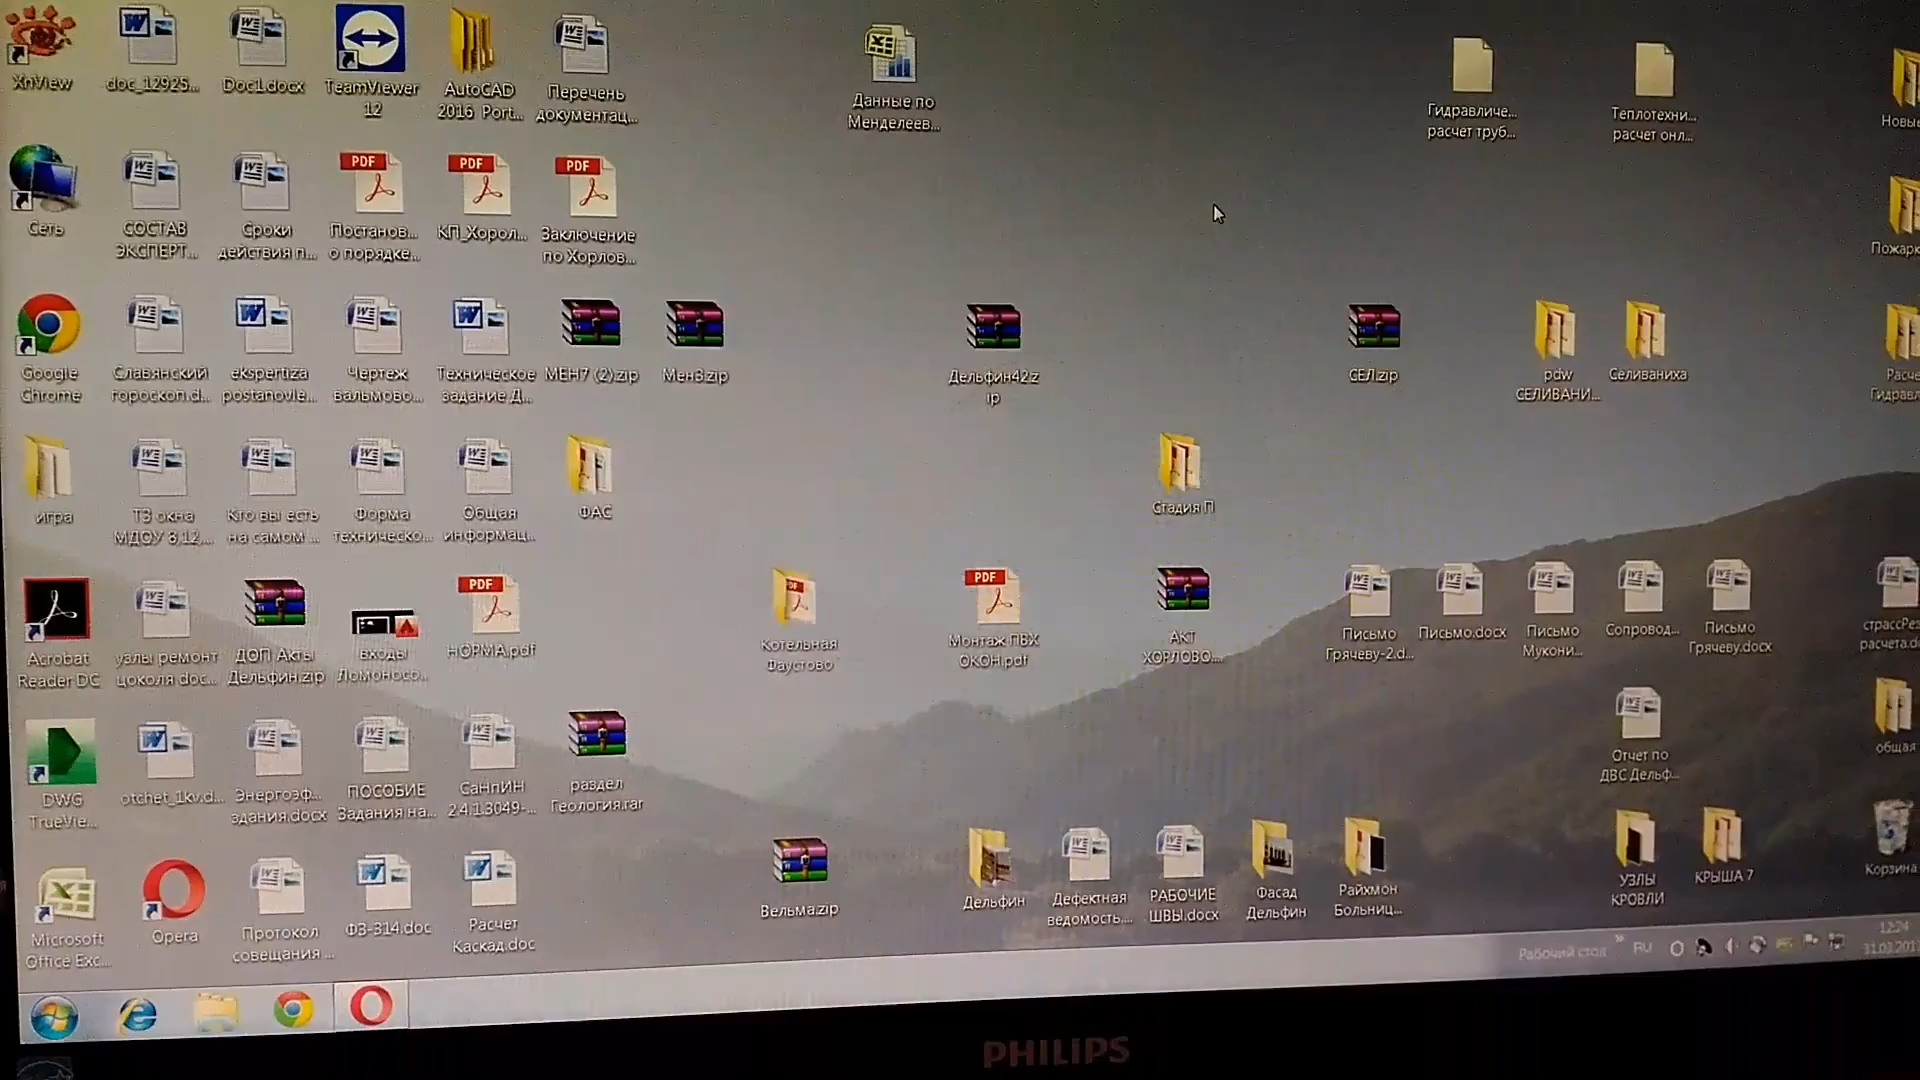 XnView
doc_12925...
Doc1.docx
TeamViewer
12
AutoCAD
2016 Port...
Перечень
документац...
Данные по
Менделеев...
Гидравличе...
расчет труб...
Теплотехни...
расчет онл...
Новые
Сеть
СОСТАВ
ЭКСПЕРТ...
Сроки
действия п...
PDF
Постанов...
о порядке...
PDF
КП_Хорол...
PDF
Заключение
по Хорлов...
Пожарн
Google
Chrome
Славянский
гороскоп.d...
ekspertiza
postanovle...
Чертеж
вальмово...
Техническое
задание Д...
МЕН7 (2).zip
Мен3.zip
Дельфин42.z
ip
СЕЛ.zip
pdw
СЕЛИВАНИ...
Селиваниха
Расче
Гидравл
игра
ТЗ окна
МДОУ 8,12,...
Кто вы есть
на самом ...
Форма
техническо...
Общая
информац...
ФАС
Стадия П
Acrobat
Reader DC
узлы ремонт
цоколя doc...
ДОП Акты
Дельфин.zip
входы
Ломоносо...
PDF
НОРМА.pdf
Котельная
Фаустово
PDF
Монтаж ПВХ
ОКОН.pdf
АКТ
ХОРЛОВО...
Письмо
Грячеву-2.d...
Письмо.docx
Письмо
Мукони...
Сопровод...
Письмо
Грячеву.docx
расчета.do
DWG
TrueVie...
otchet_1kv.d...
Энергоэф...
здания.docx
ПОСОБИЕ
Задания на...
СанПиН
2.4.1.3049-...
раздел
Геология.rar
Отчет по
ДВС Дельф...
общая
Microsoft
Office Exc...
Opera
Протокол
совещания...
ФЗ-314.doc
Расчет
Каскад.doc
Вельма.zip
Дельфин
Дефектная
ведомость....
РАБОЧИЕ
ШВЫ.docx
Фасад
Дельфин
Райхмон
Больниц...
УЗЛЫ
КРОВЛИ
КРЫША 7
Корзина
Рабочий стол
RU
12:24
PHILIPS